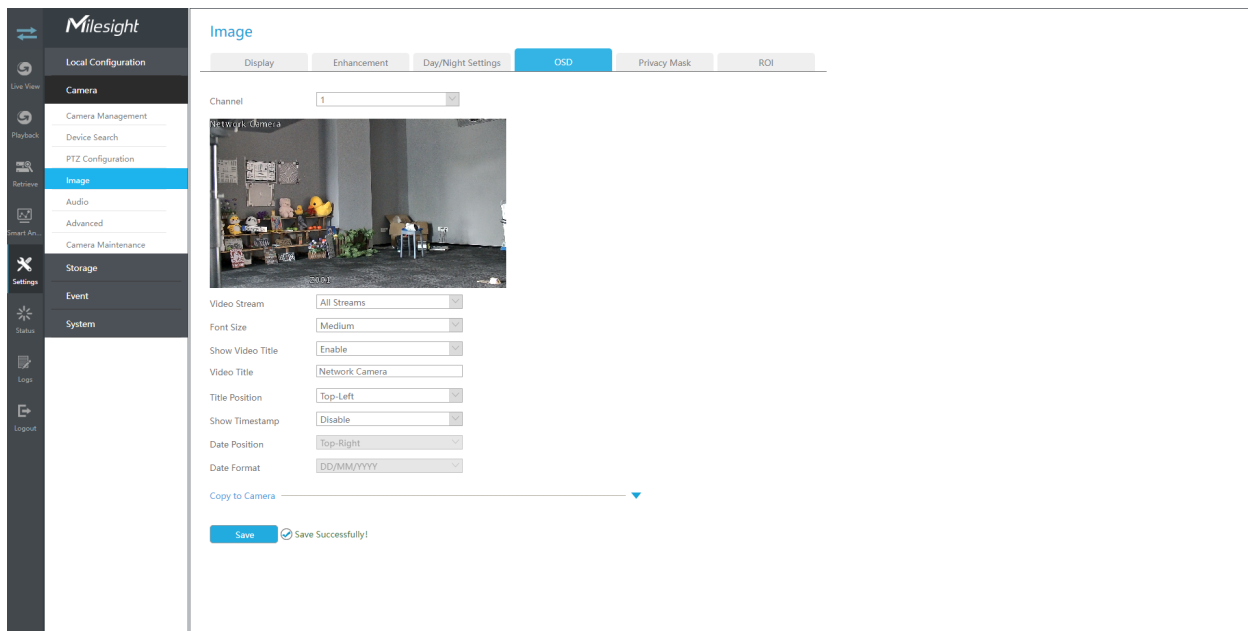 Milesight
Local Configuration
Camera
Camera Management
Device Search
PTZ Configuration
Image
Audio
Advanced
Camera Maintenance
Storage
Event
System
Live View
Playback
Retrieve
Smart An...
Settings
Status
Logs
Logout
Image
Display Enhancement Day/Night Settings OSD Privacy Mask ROI
Channel 1
Network Camera
Video Stream All Streams
Font Size Medium
Show Video Title Enable
Video Title Network Camera
Title Position Top-Left
Show Timestamp Disable
Date Position Top-Right
Date Format DD/MM/YYYY
Copy to Camera
Save Save Successfully!